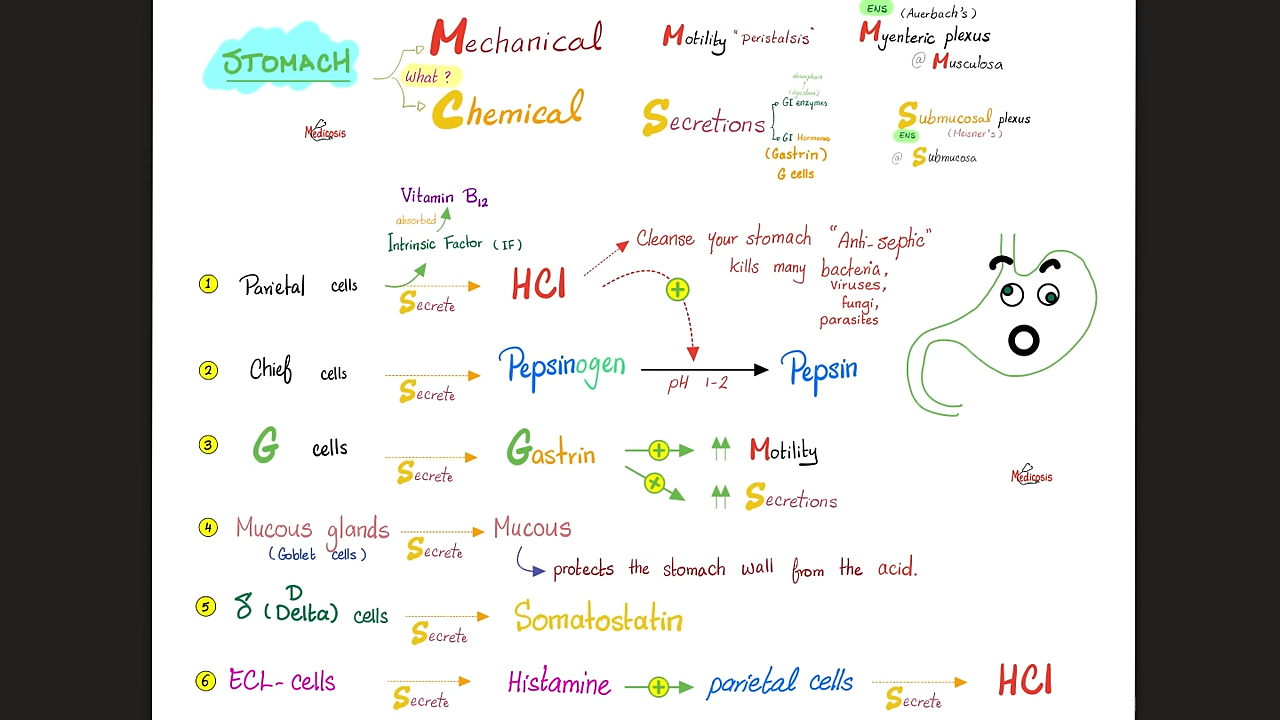 STOMACH
What ?
Mechanical
Motility "peristalsis"
ENS (Auerbach's)
Myenteric plexus
@ Musculosa
Chemical
Secretions
absorption
(digestion)
GI enzymes
GI Hormones
(Gastrin)
G cells
Submucosal plexus
ENS (Meisner's)
@ Submucosa
Medicosis
Vitamin B12
absorbed
Intrinsic Factor (IF)
1 Parietal cells Secrete HCl
Cleanse your stomach "Anti-septic"
kills many bacteria,
viruses,
fungi,
parasites
+
2 Chief cells Secrete Pepsinogen pH 1-2 Pepsin
3 G cells Secrete Gastrin + Motility
+ Secretions
Medicosis
4 Mucous glands Secrete Mucous
(Goblet cells)
protects the stomach wall from the acid.
5 δ (Delta) D cells Secrete Somatostatin
6 ECL- cells Secrete Histamine + parietal cells Secrete HCl